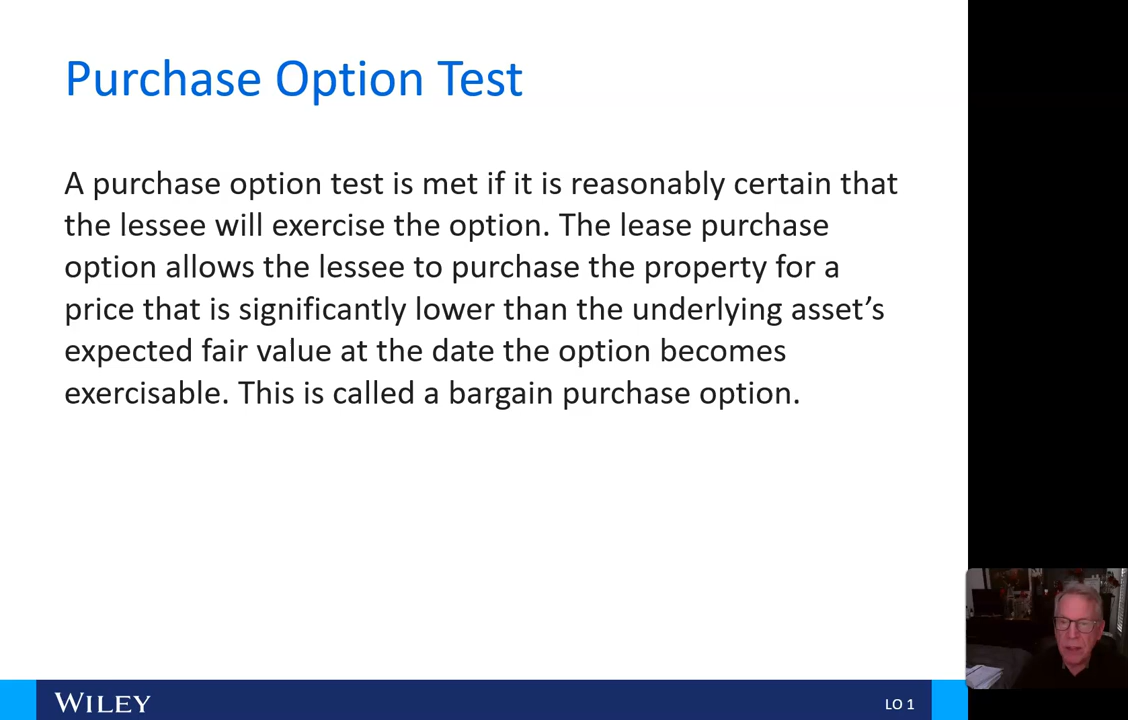 Purchase Option Test
A purchase option test is met if it is reasonably certain that
the lessee will exercise the option. The lease purchase
option allows the lessee to purchase the property for a
price that is significantly lower than the underlying asset’s
expected fair value at the date the option becomes
exercisable. This is called a bargain purchase option.
WILEY
LO 1